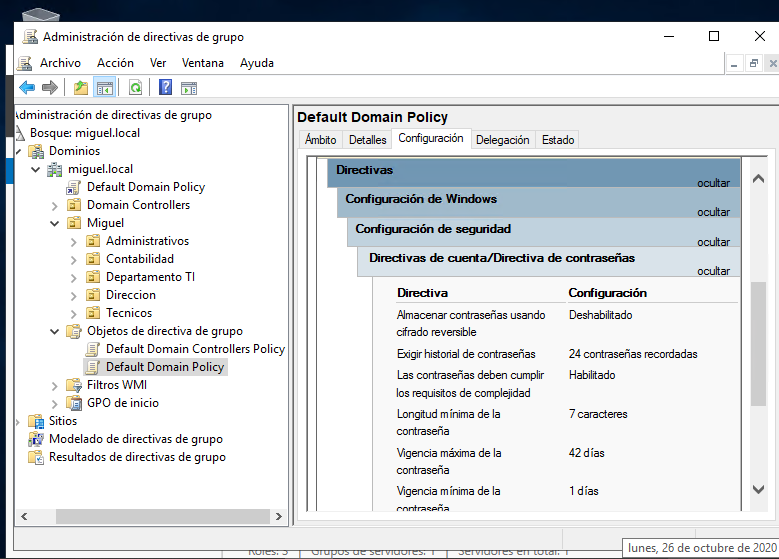 Administración de directivas de grupo
Archivo Acción Ver Ventana Ayuda
Administración de directivas de grupo
Bosque: miguel.local
Dominios
miguel.local
Default Domain Policy
Domain Controllers
Miguel
Administrativos
Contabilidad
Departamento TI
Direccion
Tecnicos
Objetos de directiva de grupo
Default Domain Controllers Policy
Default Domain Policy
Filtros WMI
GPO de inicio
Sitios
Modelado de directivas de grupo
Resultados de directivas de grupo
Default Domain Policy
Ámbito Detalles Configuración Delegación Estado
Directivas
ocultar
Configuración de Windows
ocultar
Configuración de seguridad
ocultar
Directivas de cuenta/Directiva de contraseñas
ocultar
Directiva Configuración
Almacenar contraseñas usando Deshabilitado
cifrado reversible
Exigir historial de contraseñas 24 contraseñas recordadas
Las contraseñas deben cumplir Habilitado
los requisitos de complejidad
Longitud mínima de la 7 caracteres
contraseña
Vigencia máxima de la 42 días
contraseña
Vigencia mínima de la 1 días
contraseña
Roles: 5 | Grupos de servidores: 1 | Servidores en total: 1
lunes, 26 de octubre de 2020